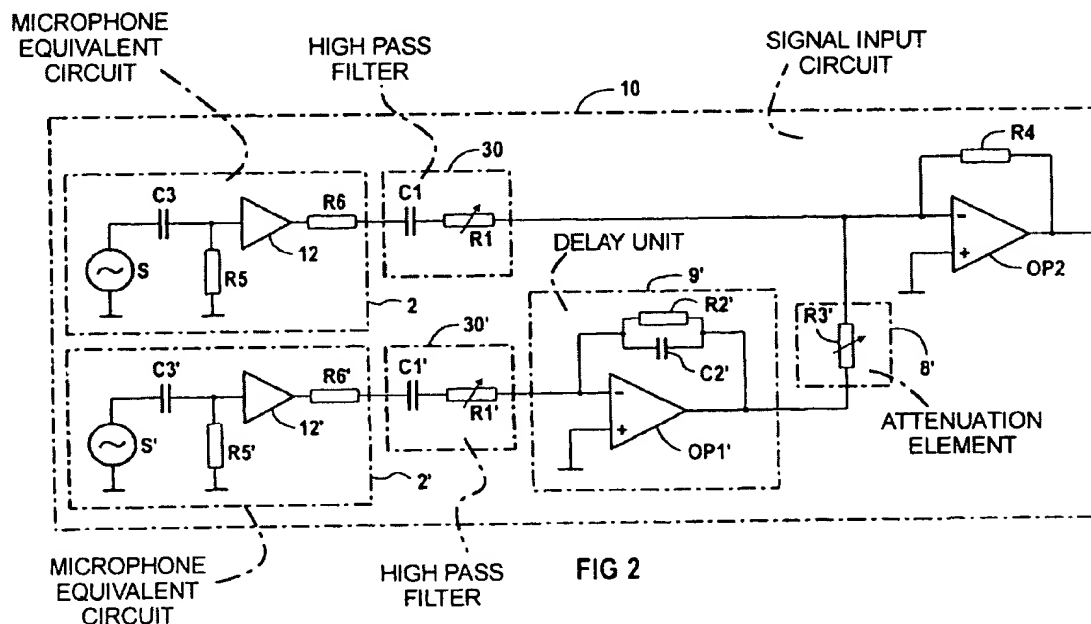 MICROPHONE
EQUIVALENT
CIRCUIT
HIGH PASS
FILTER
SIGNAL INPUT
CIRCUIT
10
30
R4
C3
R6
C1
R1
12
S
R5
2
OP2
DELAY UNIT
9'
R2'
C2'
R3'
8'
30'
C3'
R6'
C1'
R1'
12'
S'
R5'
2'
OP1'
ATTENUATION
ELEMENT
MICROPHONE
EQUIVALENT
CIRCUIT
HIGH PASS
FILTER
FIG 2